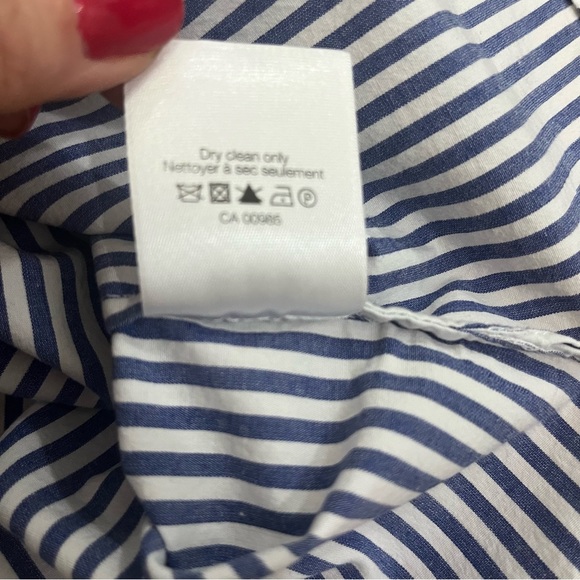 Dry clean only
Nettoyer à sec seulement
P
CA 00985